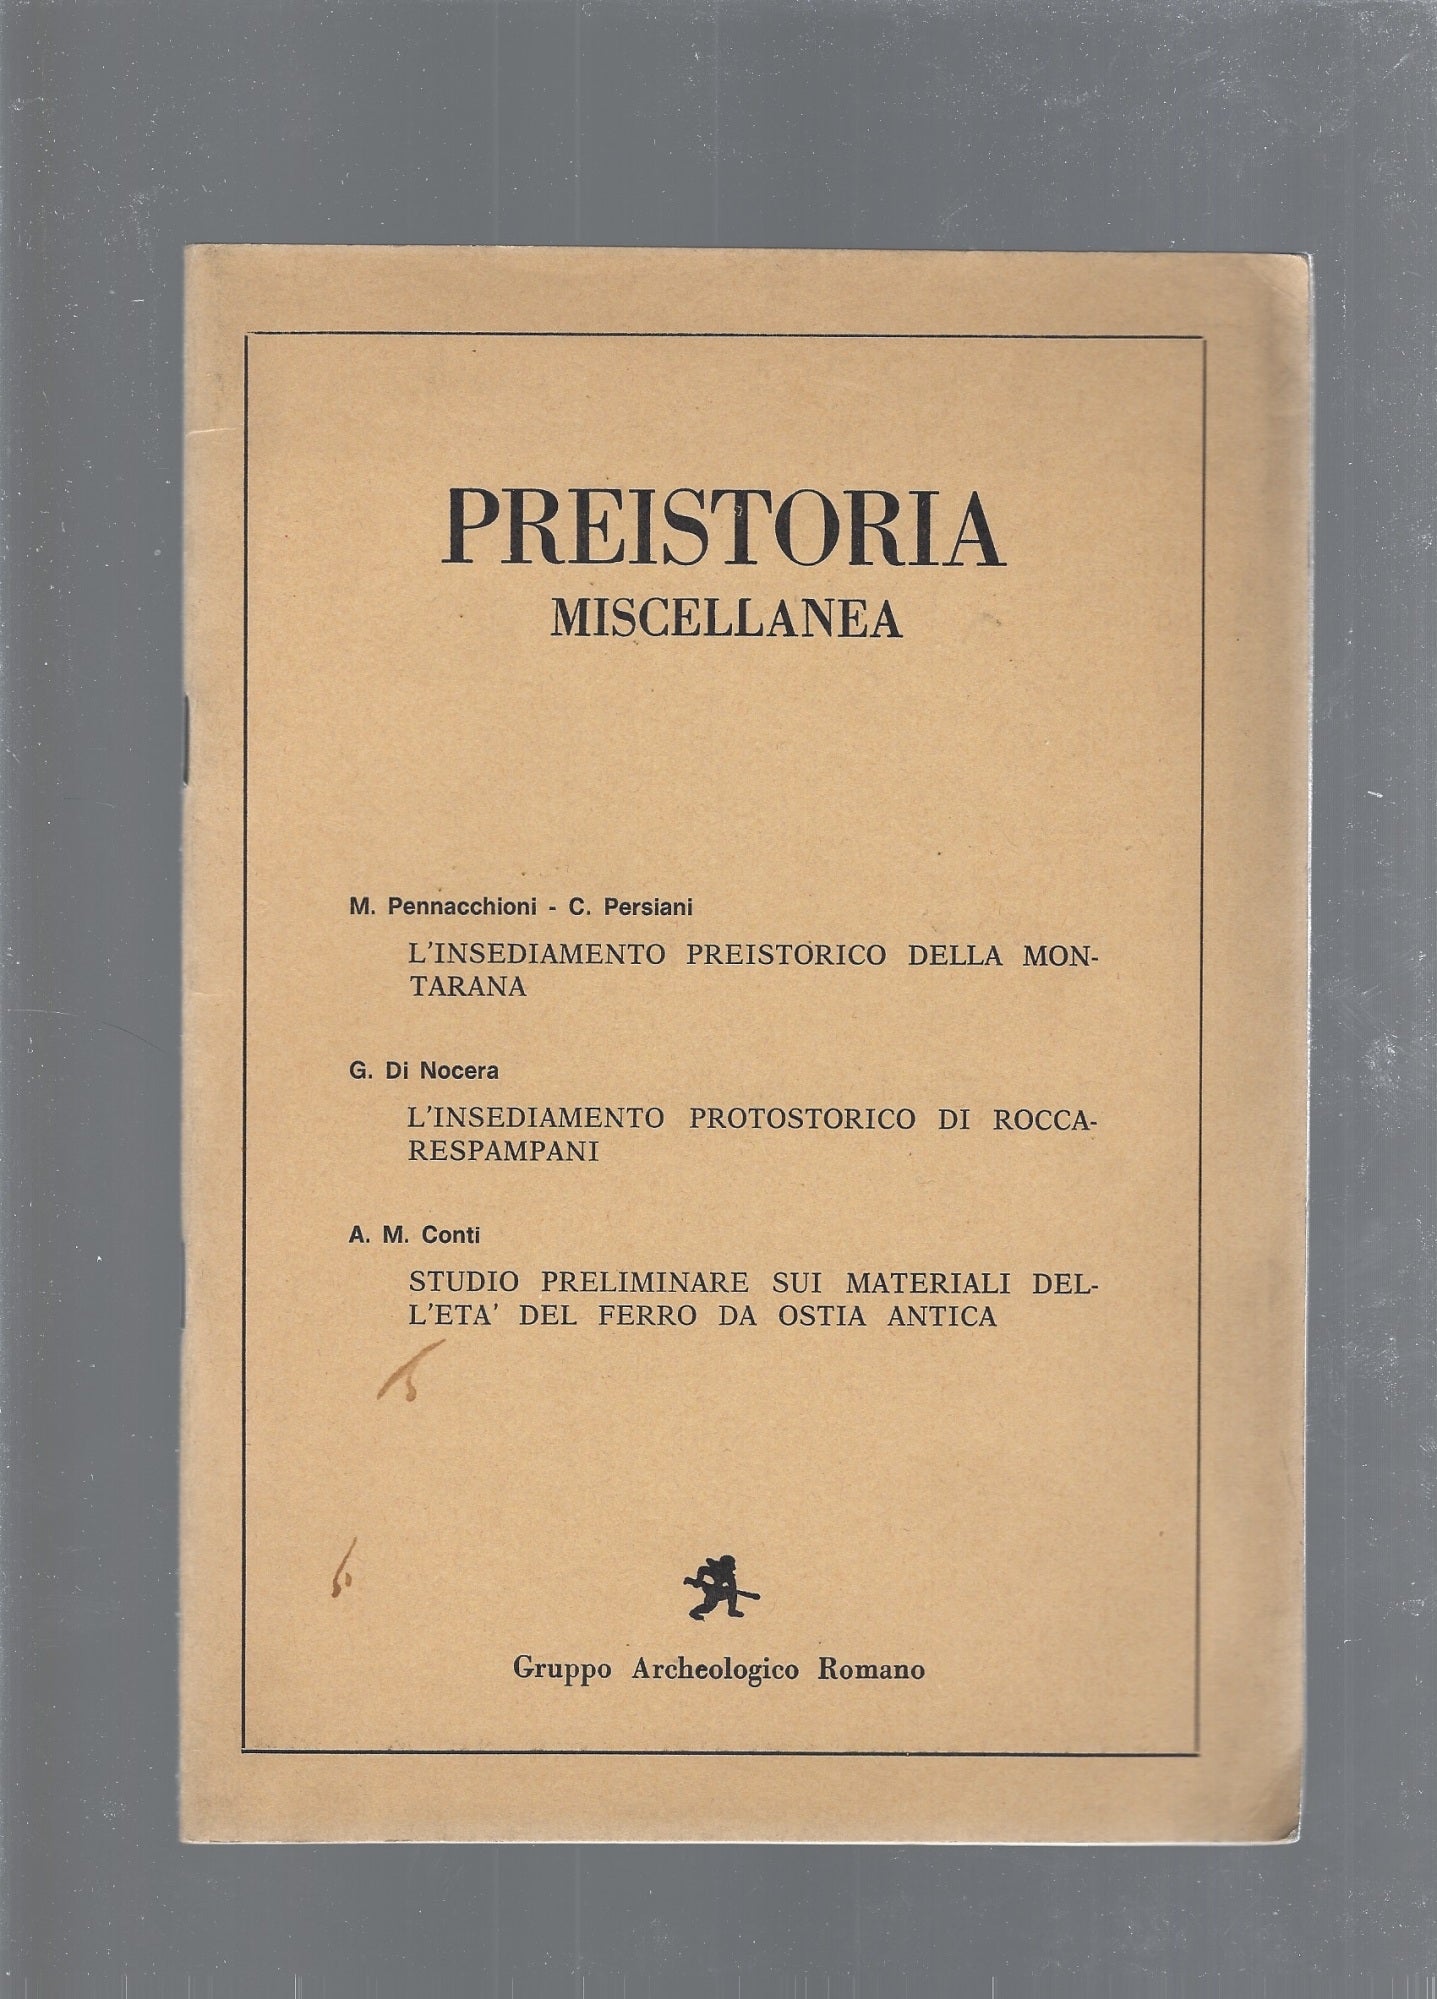 PREISTORIA
MISCELLANEA
M. Pennacchioni - C. Persiani
L'INSEDIAMENTO PREISTORICO DELLA MON-
TARANA
G. Di Nocera
L'INSEDIAMENTO PROTOSTORICO DI ROCCA-
RESPAMPANI
A. M. Conti
STUDIO PRELIMINARE SUI MATERIALI DEL-
L'ETA' DEL FERRO DA OSTIA ANTICA
Gruppo Archeologico Romano